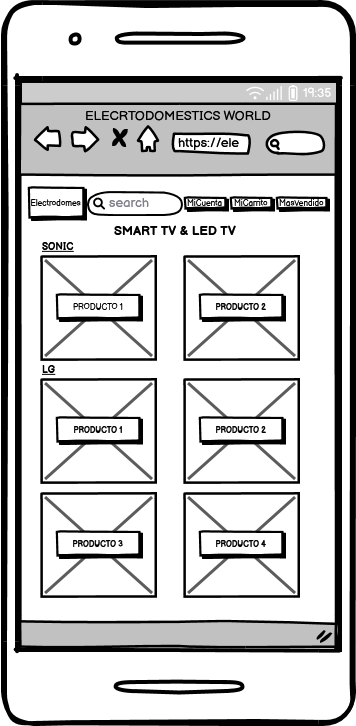 19:35
ELECRTODOMESTICS WORLD
https://ele
Electrodomes search MiCuenta MiCarrito MasVendido
SMART TV & LED TV
SONIC
PRODUCTO 1 PRODUCTO 2
LG
PRODUCTO 1 PRODUCTO 2
PRODUCTO 3 PRODUCTO 4